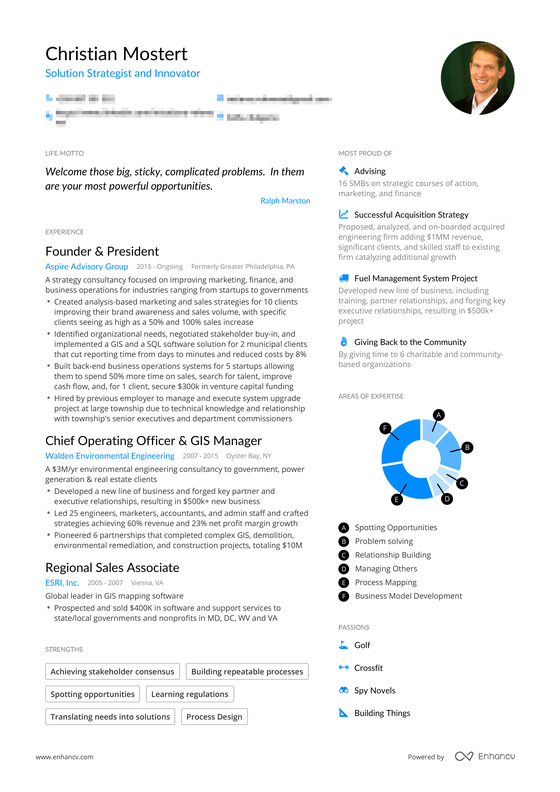 Christian Mostert
Solution Strategist and Innovator
LIFE MOTTO
Welcome those big, sticky, complicated problems. In them
are your most powerful opportunities.
Ralph Marston
EXPERIENCE
Founder & President
Aspire Advisory Group 2015 - Ongoing Formerly Greater Philadelphia, PA
A strategy consultancy focused on improving marketing, finance, and
business operations for industries ranging from startups to governments
• Created analysis-based marketing and sales strategies for 10 clients
improving their brand awareness and sales volume, with specific
clients seeing as high as a 50% and 100% sales increase
• Identified organizational needs, negotiated stakeholder buy-in, and
implemented a GIS and a SQL software solution for 2 municipal clients
that cut reporting time from days to minutes and reduced costs by 8%
• Built back-end business operations systems for 5 startups allowing
them to spend 50% more time on sales, search for talent, improve
cash flow, and, for 1 client, secure $300k in venture capital funding
• Hired by previous employer to manage and execute system upgrade
project at large township due to technical knowledge and relationship
with township's senior executives and department commissioners
Chief Operating Officer & GIS Manager
Walden Environmental Engineering 2007 - 2015 Oyster Bay, NY
A $3M/yr environmental engineering consultancy to government, power
generation & real estate clients
• Developed a new line of business and forged key partner and
executive relationships, resulting in $500k+ new business
• Led 25 engineers, marketers, accountants, and admin staff and crafted
strategies achieving 60% revenue and 23% net profit margin growth
• Pioneered 6 partnerships that completed complex GIS, demolition,
environmental remediation, and construction projects, totaling $10M
Regional Sales Associate
ESRI, Inc. 2005 - 2007 Vienna, VA
Global leader in GIS mapping software
• Prospected and sold $400K in software and support services to
state/local governments and nonprofits in MD, DC, WV and VA
STRENGTHS
Achieving stakeholder consensus Building repeatable processes
Spotting opportunities Learning regulations
Translating needs into solutions Process Design
MOST PROUD OF
Advising
16 SMBs on strategic courses of action,
marketing, and finance
Successful Acquisition Strategy
Proposed, analyzed, and on-boarded acquired
engineering firm adding $1MM revenue,
significant clients, and skilled staff to existing
firm catalyzing additional growth
Fuel Management System Project
Developed new line of business, including
training, partner relationships, and forging key
executive relationships, resulting in $500k+
project
Giving Back to the Community
By giving time to 6 charitable and community-
based organizations
AREAS OF EXPERTISE
A
B
C
D
E
F
A Spotting Opportunities
B Problem solving
C Relationship Building
D Managing Others
E Process Mapping
F Business Model Development
PASSIONS
Golf
Crossfit
Spy Novels
Building Things
www.enhancv.com
Powered by Enhancv